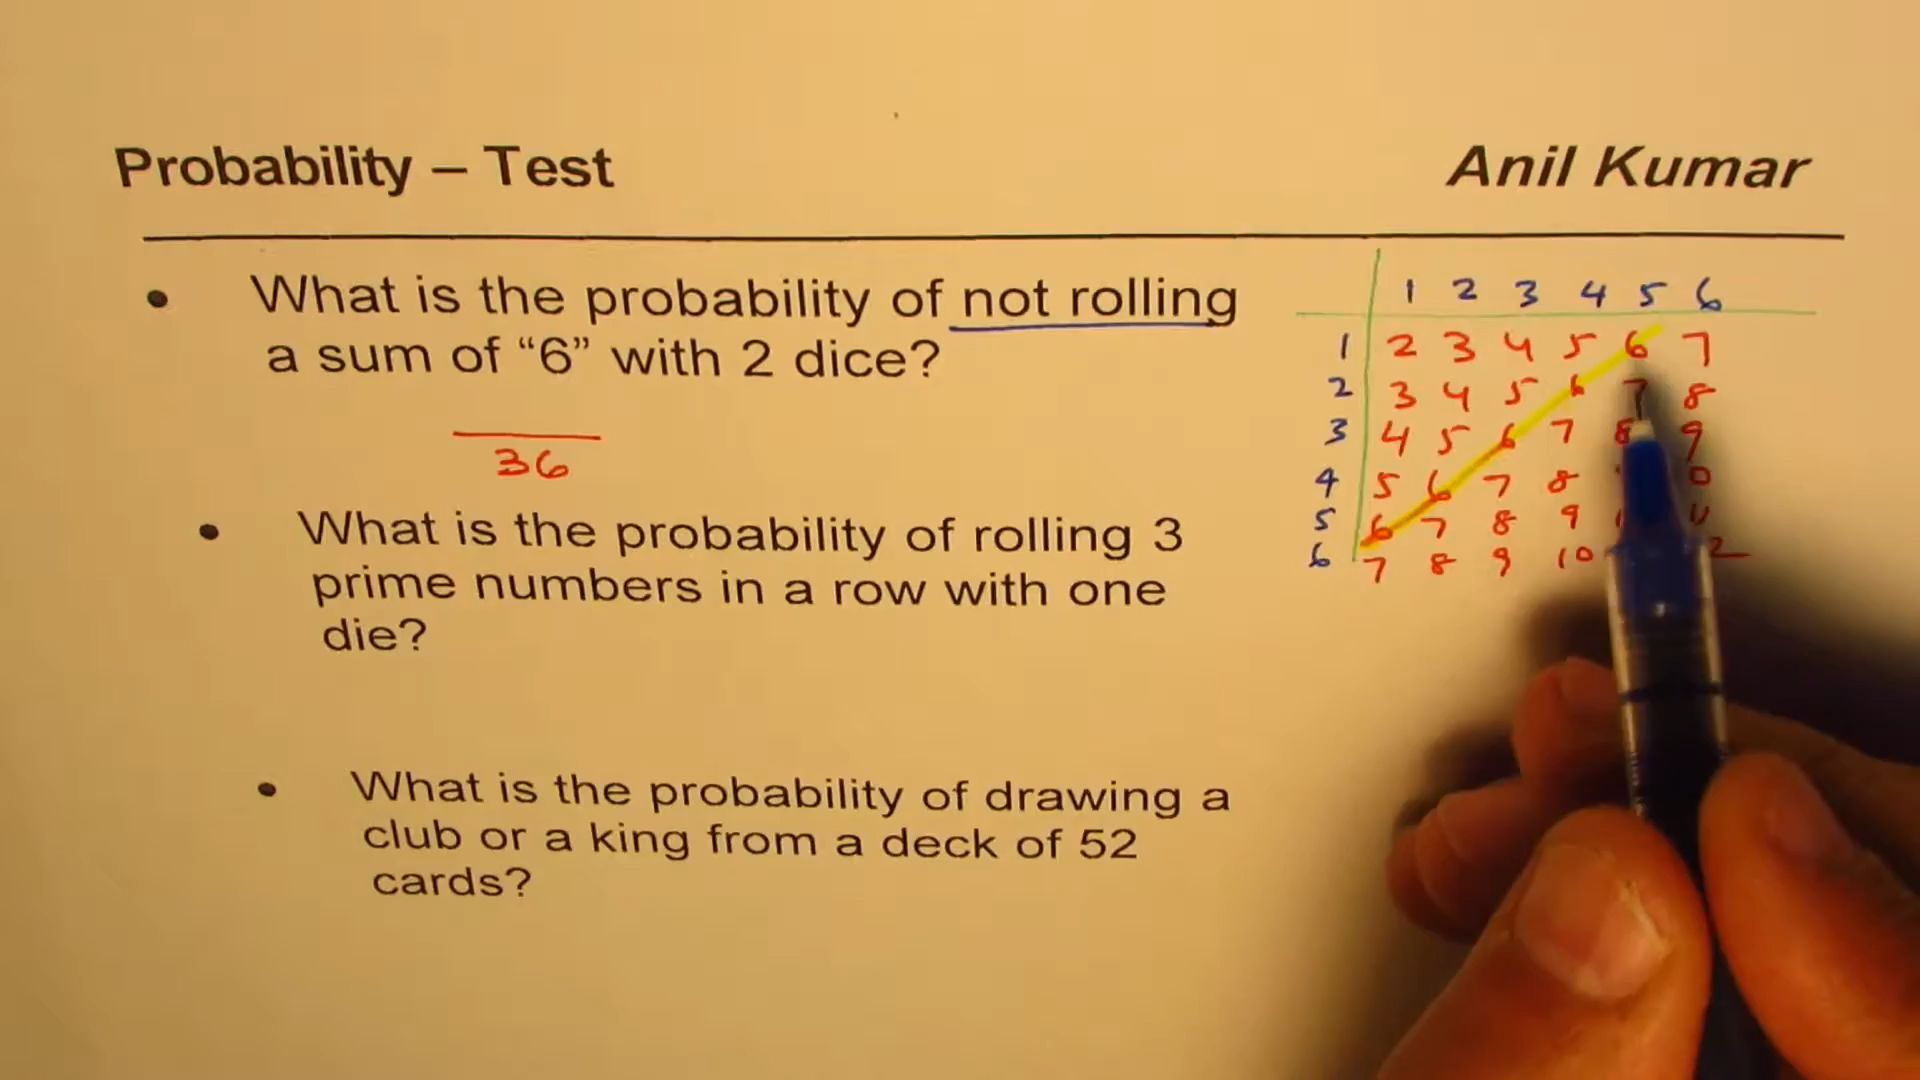 Probability – Test
Anil Kumar
• What is the probability of not rolling
a sum of “6” with 2 dice?
36
• What is the probability of rolling 3
prime numbers in a row with one
die?
• What is the probability of drawing a
club or a king from a deck of 52
cards?
1 2 3 4 5 6
1 2 3 4 5 6 7
2 3 4 5 6 7 8
3 4 5 6 7 8 9
4 5 6 7 8 0
5 6 7 8 9
6 7 8 9 10 2